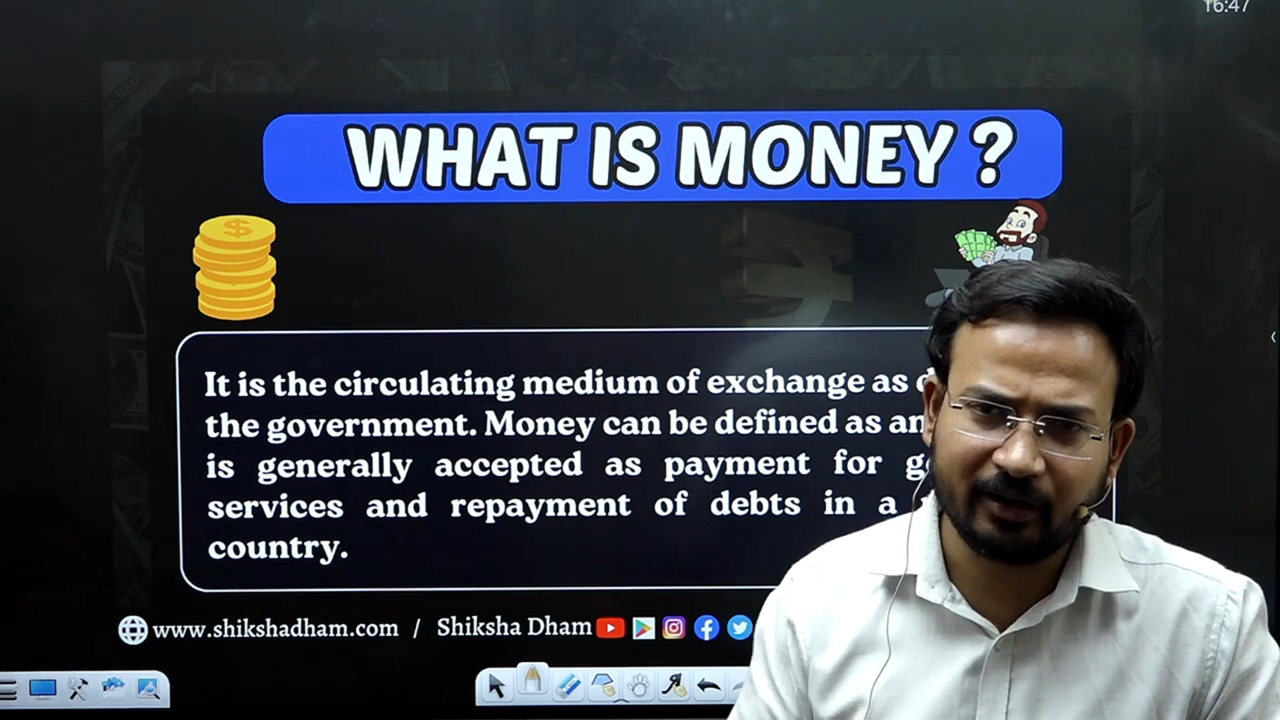 16:47
WHAT IS MONEY ?
$
It is the circulating medium of exchange as
the government. Money can be defined as
is generally accepted as payment for
services and repayment of debts in a
country.
www.shikshadham.com / Shiksha Dham